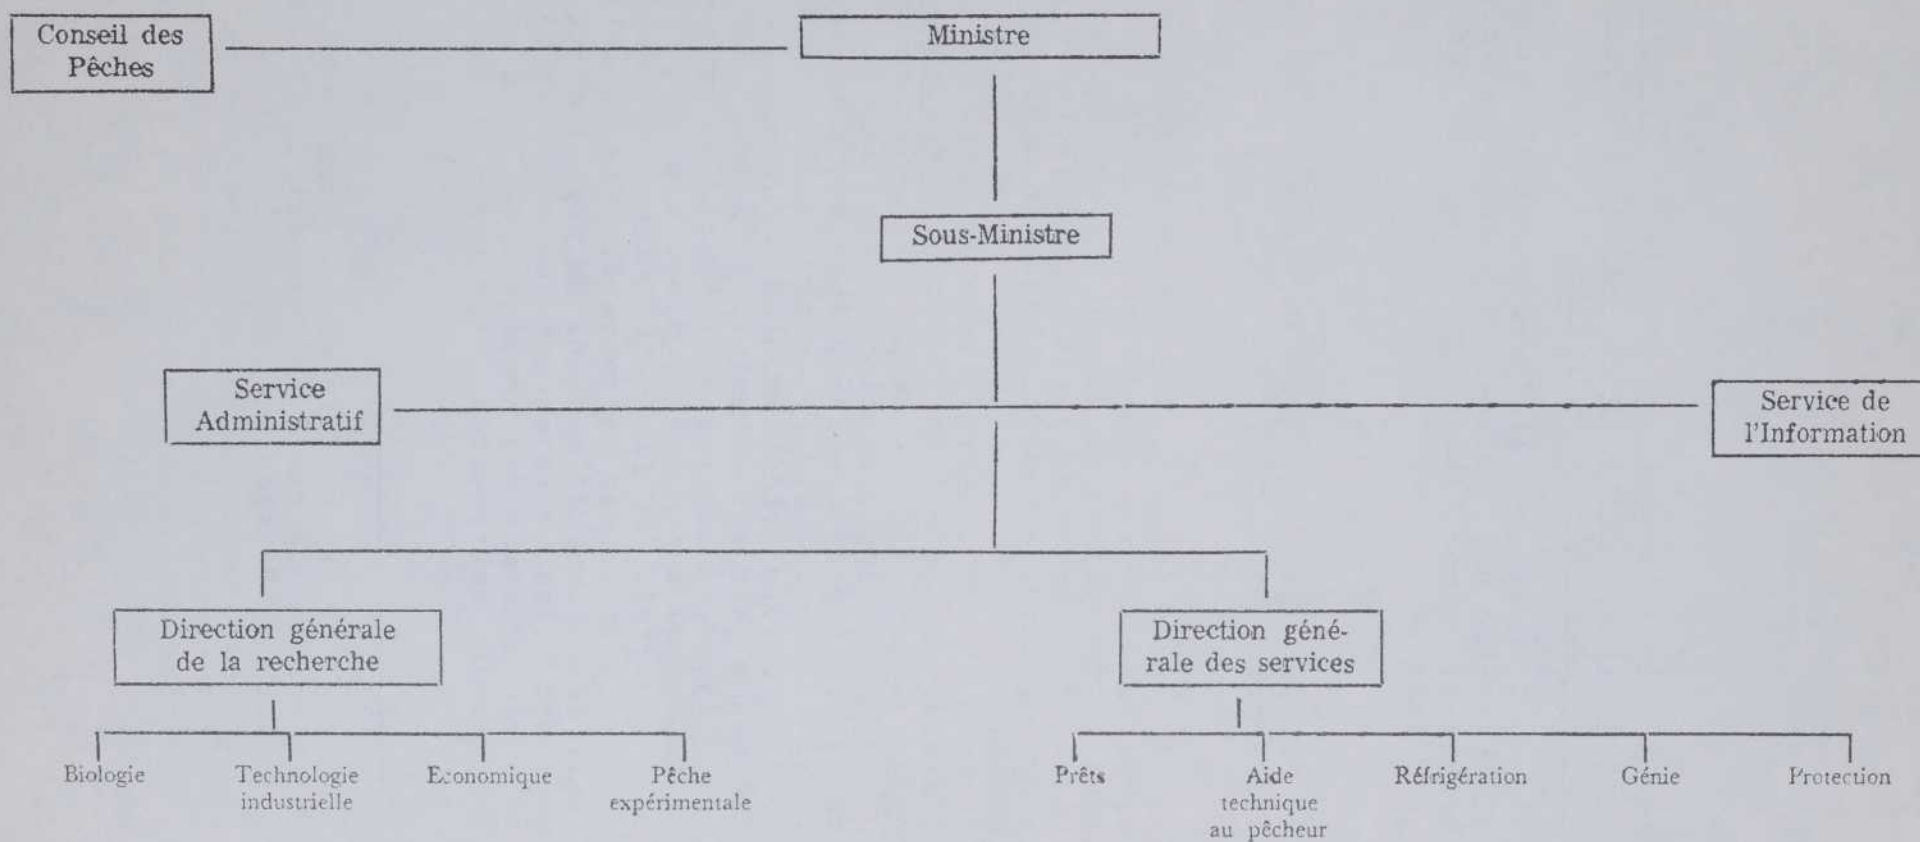 Conseil des
Pêches
Ministre
Sous-Ministre
Service
Administratif
Service de
l'Information
Direction générale
de la recherche
Direction géné-
rale des services
Biologie
Technologie
industrielle
Economique
Pêche
expérimentale
Prêts
Aide
technique
au pêcheur
Réfrigération
Génie
Protection